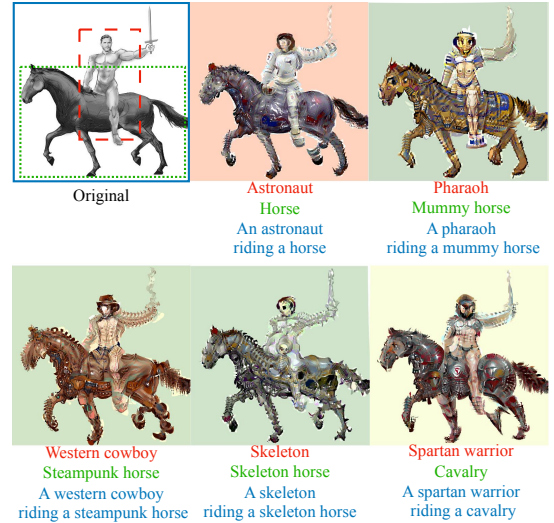 Original
Astronaut
Horse
An astronaut
riding a horse
Pharaoh
Mummy horse
A pharaoh
riding a mummy horse
Western cowboy
Steampunk horse
A western cowboy
riding a steampunk horse
Skeleton
Skeleton horse
A skeleton
riding a skeleton horse
Spartan warrior
Cavalry
A spartan warrior
riding a cavalry